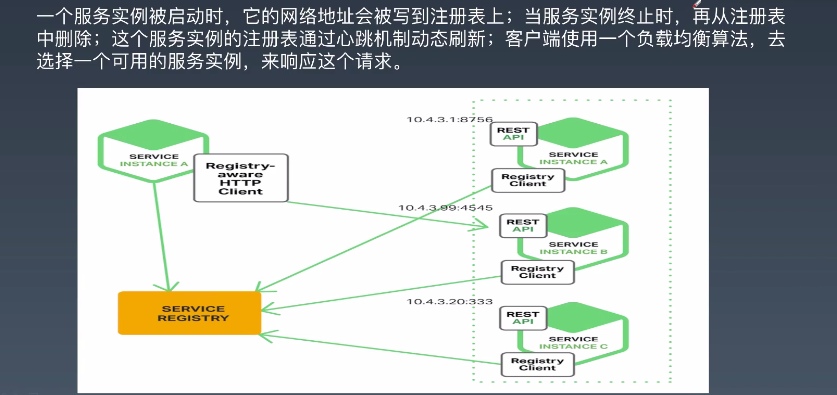 一个服务实例被启动时，它的网络地址会被写到注册表上；当服务实例终止时，再从注册表
中删除；这个服务实例的注册表通过心跳机制动态刷新；客户端使用一个负载均衡算法，去
选择一个可用的服务实例，来响应这个请求。
SERVICE
INSTANCE A
Registry-
aware
HTTP
Client
SERVICE
REGISTRY
10.4.3.1:8756
REST
API
SERVICE
INSTANCE A
Registry
Client
10.4.3.99:4545
REST
API
SERVICE
INSTANCE B
Registry
Client
10.4.3.20:333
REST
API
SERVICE
INSTANCE C
Registry
Client